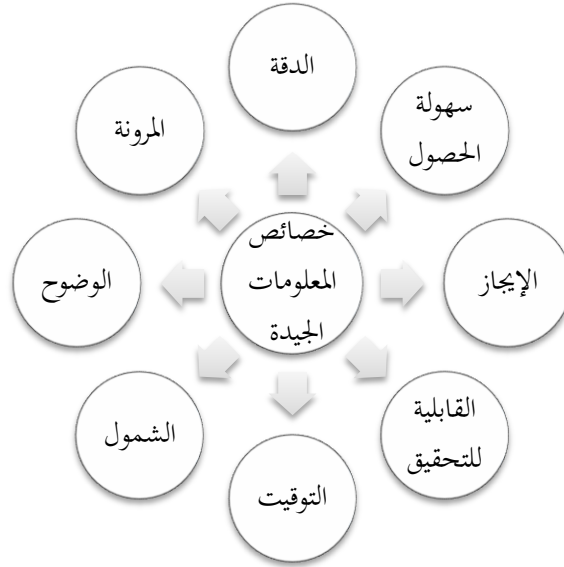 الدقة
سهولة
الحصول
المرونة
خصائص
المعلومات
الجيدة
الإيجاز
الوضوح
القابلية
للتحقيق
الشمول
التوقيت